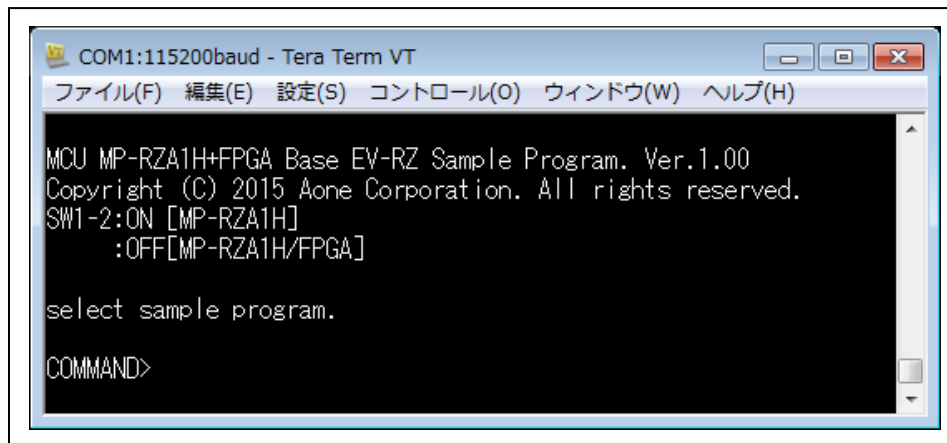 COM1:115200baud - Tera Term VT
ファイル(F) 編集(E) 設定(S) コントロール(O) ウィンドウ(W) ヘルプ(H)
MCU MP-RZA1H+FPGA Base EV-RZ Sample Program. Ver.1.00
Copyright (C) 2015 Aone Corporation. All rights reserved.
SW1-2:ON [MP-RZA1H]
:OFF[MP-RZA1H/FPGA]
select sample program.
COMMAND>